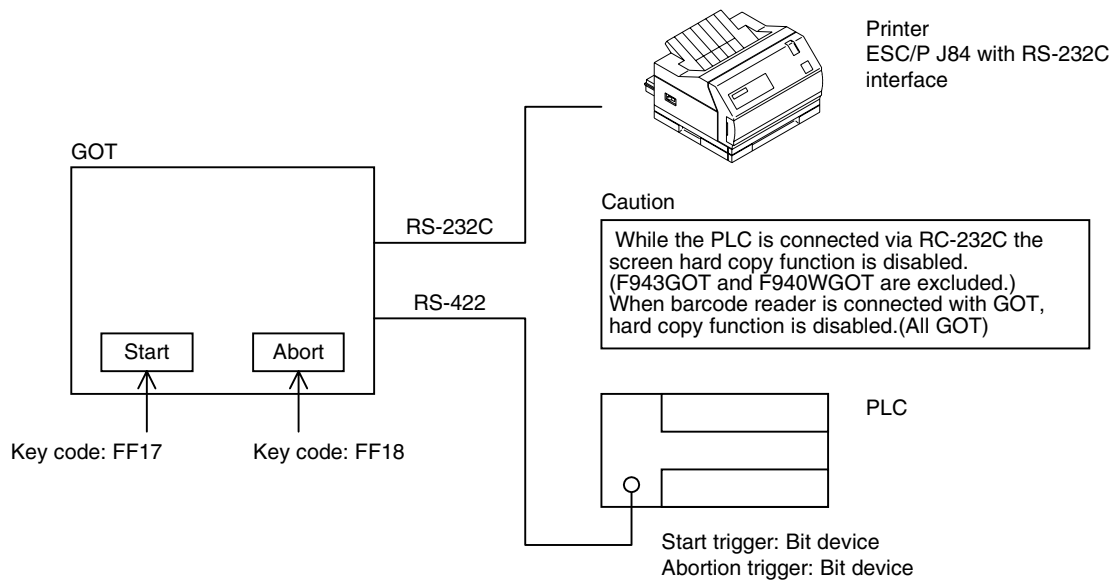 Printer
ESC/P J84 with RS-232C
interface
GOT
RS-232C
Caution
While the PLC is connected via RC-232C the
screen hard copy function is disabled.
(F943GOT and F940WGOT are excluded.)
When barcode reader is connected with GOT,
hard copy function is disabled.(All GOT)
RS-422
Start
Abort
PLC
Key code: FF17
Key code: FF18
Start trigger: Bit device
Abortion trigger: Bit device